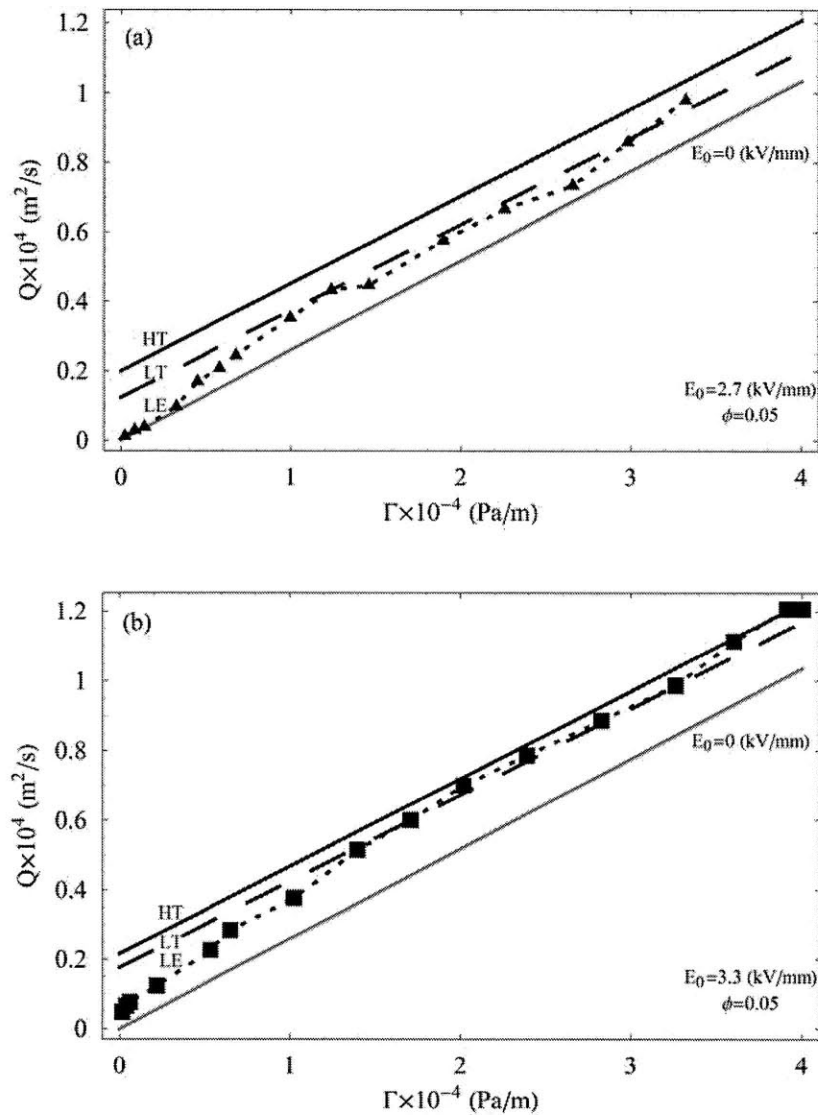 (a)
1.2
1
0.8
0.6
0.4
0.2
0
Q×10⁴ (m²/s)
HT
LT
LE
E₀=0 (kV/mm)
E₀=2.7 (kV/mm)
ϕ=0.05
0 1 2 3 4
Γ×10⁻⁴ (Pa/m)
(b)
1.2
1
0.8
0.6
0.4
0.2
0
Q×10⁴ (m²/s)
HT
LT
LE
E₀=0 (kV/mm)
E₀=3.3 (kV/mm)
ϕ=0.05
0 1 2 3 4
Γ×10⁻⁴ (Pa/m)